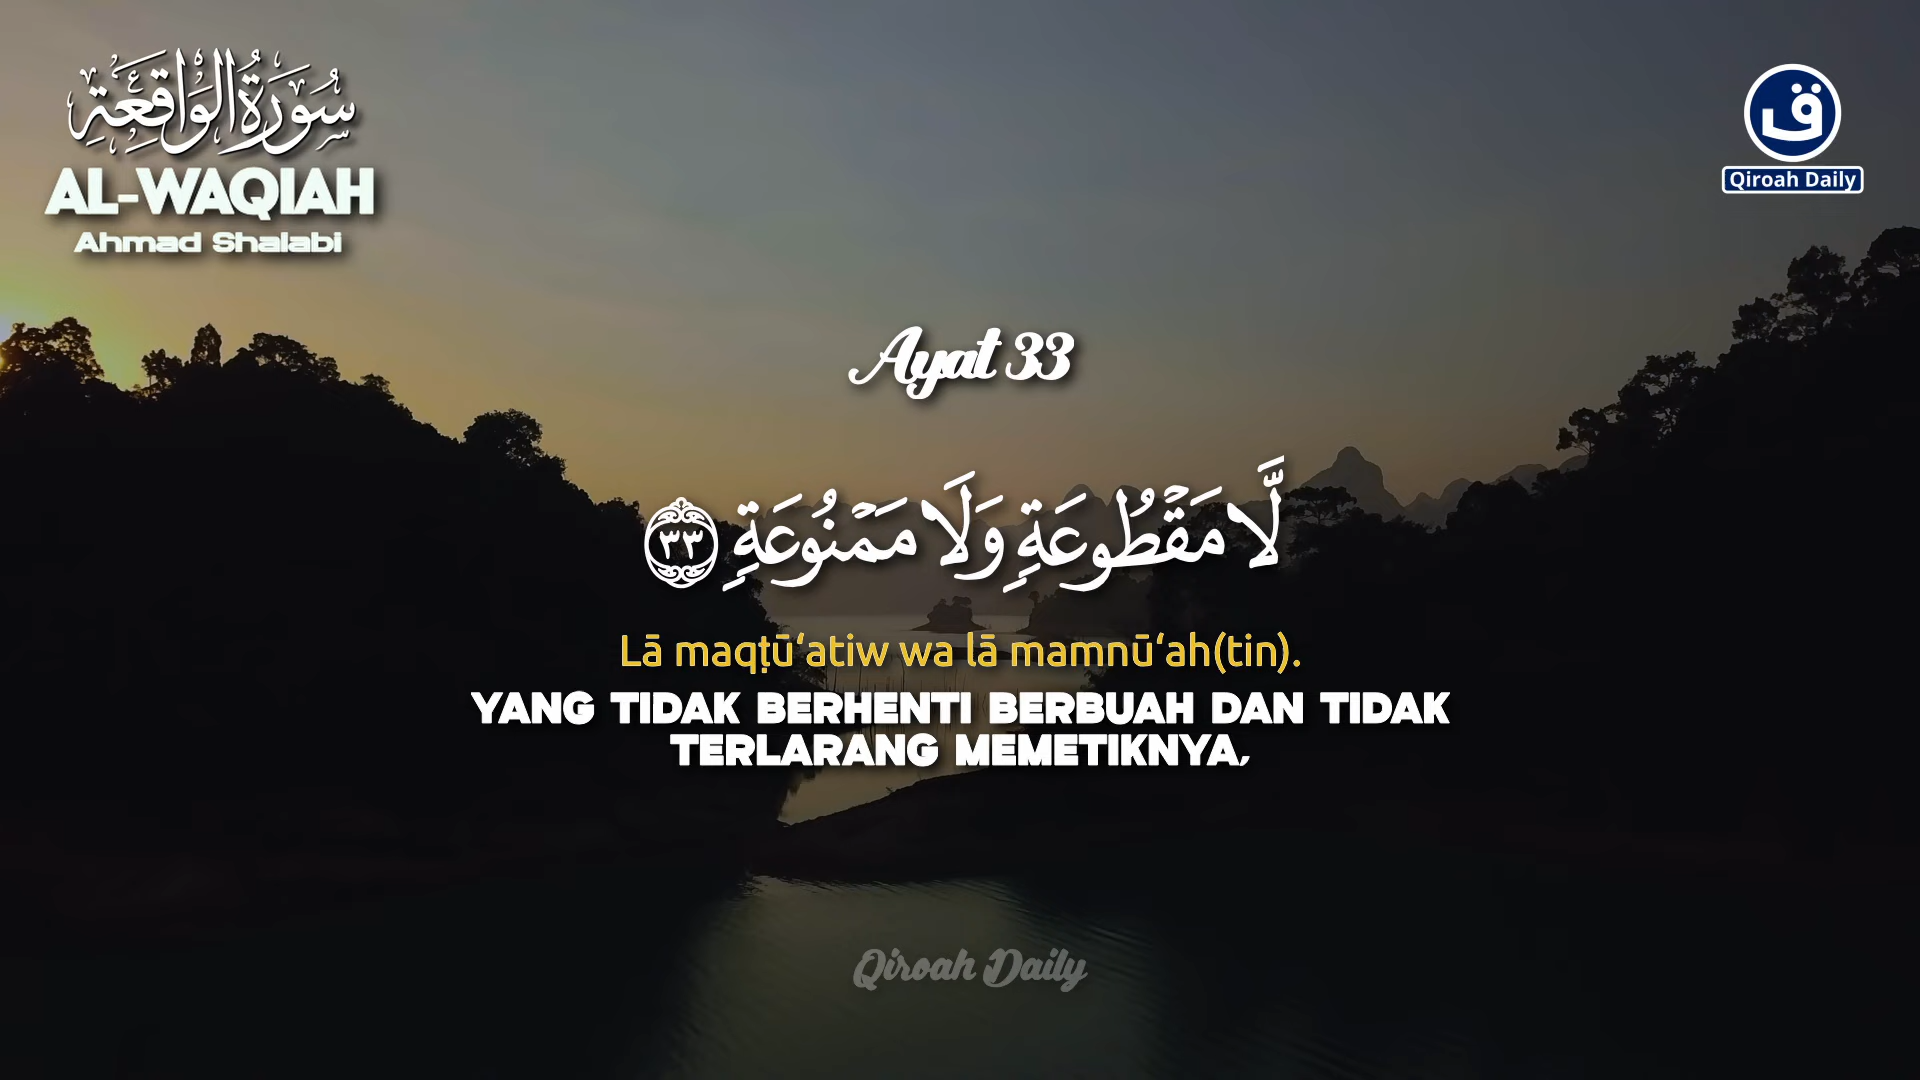 سُورَةُ الْوَاقِعَةِ
AL-WAQIAH
Ahmad Shalabi
ق
Qiroah Daily
Ayat 33
لَّا مَقْطُوعَةٍ وَلَا مَمْنُوعَةٍ ٣٣
Lā maqṭū‘atiw wa lā mamnū‘ah(tin).
YANG TIDAK BERHENTI BERBUAH DAN TIDAK
TERLARANG MEMETIKNYA,
Qiroah Daily